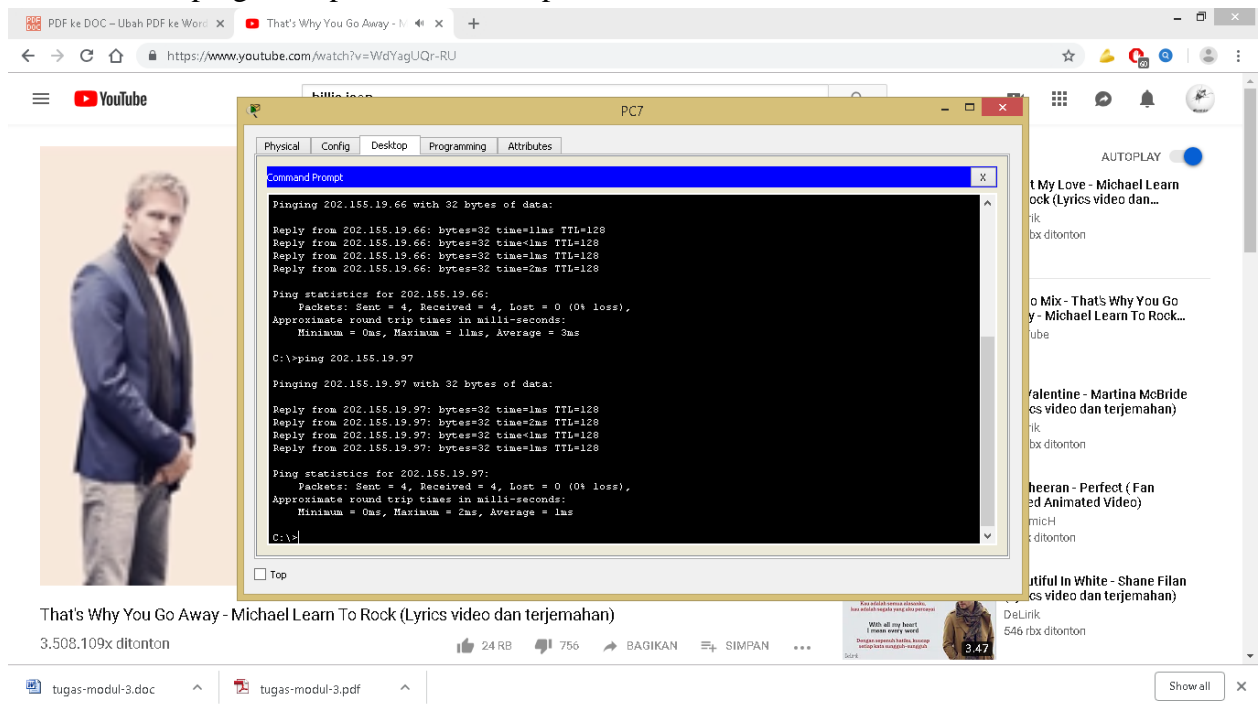 PDF ke DOC – Ubah PDF ke Word
That's Why You Go Away - M
https://www.youtube.com/watch?v=WdYagUQr-RU
60
YouTube
PC7
AUTOPLAY
Physical Config Desktop Programming Attributes
Command Prompt
X
Pinging 202.155.19.66 with 32 bytes of data:
Reply from 202.155.19.66: bytes=32 time=11ms TTL=128
Reply from 202.155.19.66: bytes=32 time<1ms TTL=128
Reply from 202.155.19.66: bytes=32 time=1ms TTL=128
Reply from 202.155.19.66: bytes=32 time=2ms TTL=128
Ping statistics for 202.155.19.66:
Packets: Sent = 4, Received = 4, Lost = 0 (0% loss),
Approximate round trip times in milli-seconds:
Minimum = 0ms, Maximum = 11ms, Average = 3ms
C:\>ping 202.155.19.97
Pinging 202.155.19.97 with 32 bytes of data:
Reply from 202.155.19.97: bytes=32 time=1ms TTL=128
Reply from 202.155.19.97: bytes=32 time=2ms TTL=128
Reply from 202.155.19.97: bytes=32 time<1ms TTL=128
Reply from 202.155.19.97: bytes=32 time=1ms TTL=128
Ping statistics for 202.155.19.97:
Packets: Sent = 4, Received = 4, Lost = 0 (0% loss),
Approximate round trip times in milli-seconds:
Minimum = 0ms, Maximum = 2ms, Average = 1ms
C:\>
Top
t My Love - Michael Learn
ock (Lyrics video dan...
rik
bx ditonton
o Mix - That's Why You Go
y - Michael Learn To Rock...
ube
Valentine - Martina McBride
cs video dan terjemahan)
rik
bx ditonton
heeran - Perfect ( Fan
ed Animated Video)
micH
ditonton
utiful In White - Shane Filan
cs video dan terjemahan)
DeLirik
546 rbx ditonton
With all my heart
I mean every word
3.47
That's Why You Go Away - Michael Learn To Rock (Lyrics video dan terjemahan)
3.508.109x ditonton
24 RB 756 BAGIKAN SIMPAN
tugas-modul-3.doc
tugas-modul-3.pdf
Show all